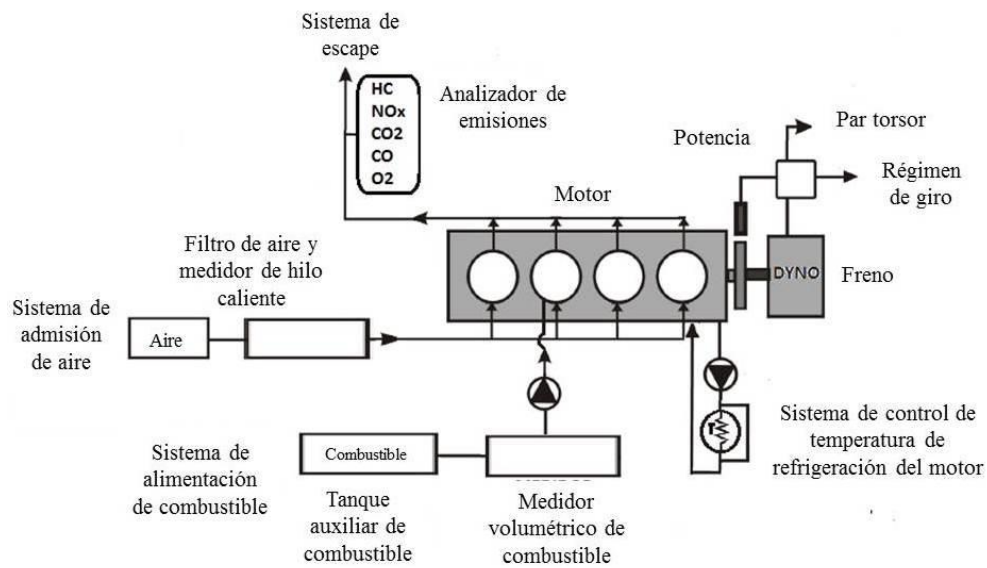 Sistema de
escape
HC
NOx
CO2
CO
O2
Analizador de
emisiones
Potencia
Par torsor
Régimen
de giro
Motor
Filtro de aire y
medidor de hilo
caliente
DYNO
Freno
Sistema de
admisión
de aire
Aire
Sistema de control de
temperatura de
refrigeración del motor
T
Sistema de
alimentación
de combustible
Combustible
Tanque
auxiliar de
combustible
Medidor
volumétrico de
combustible